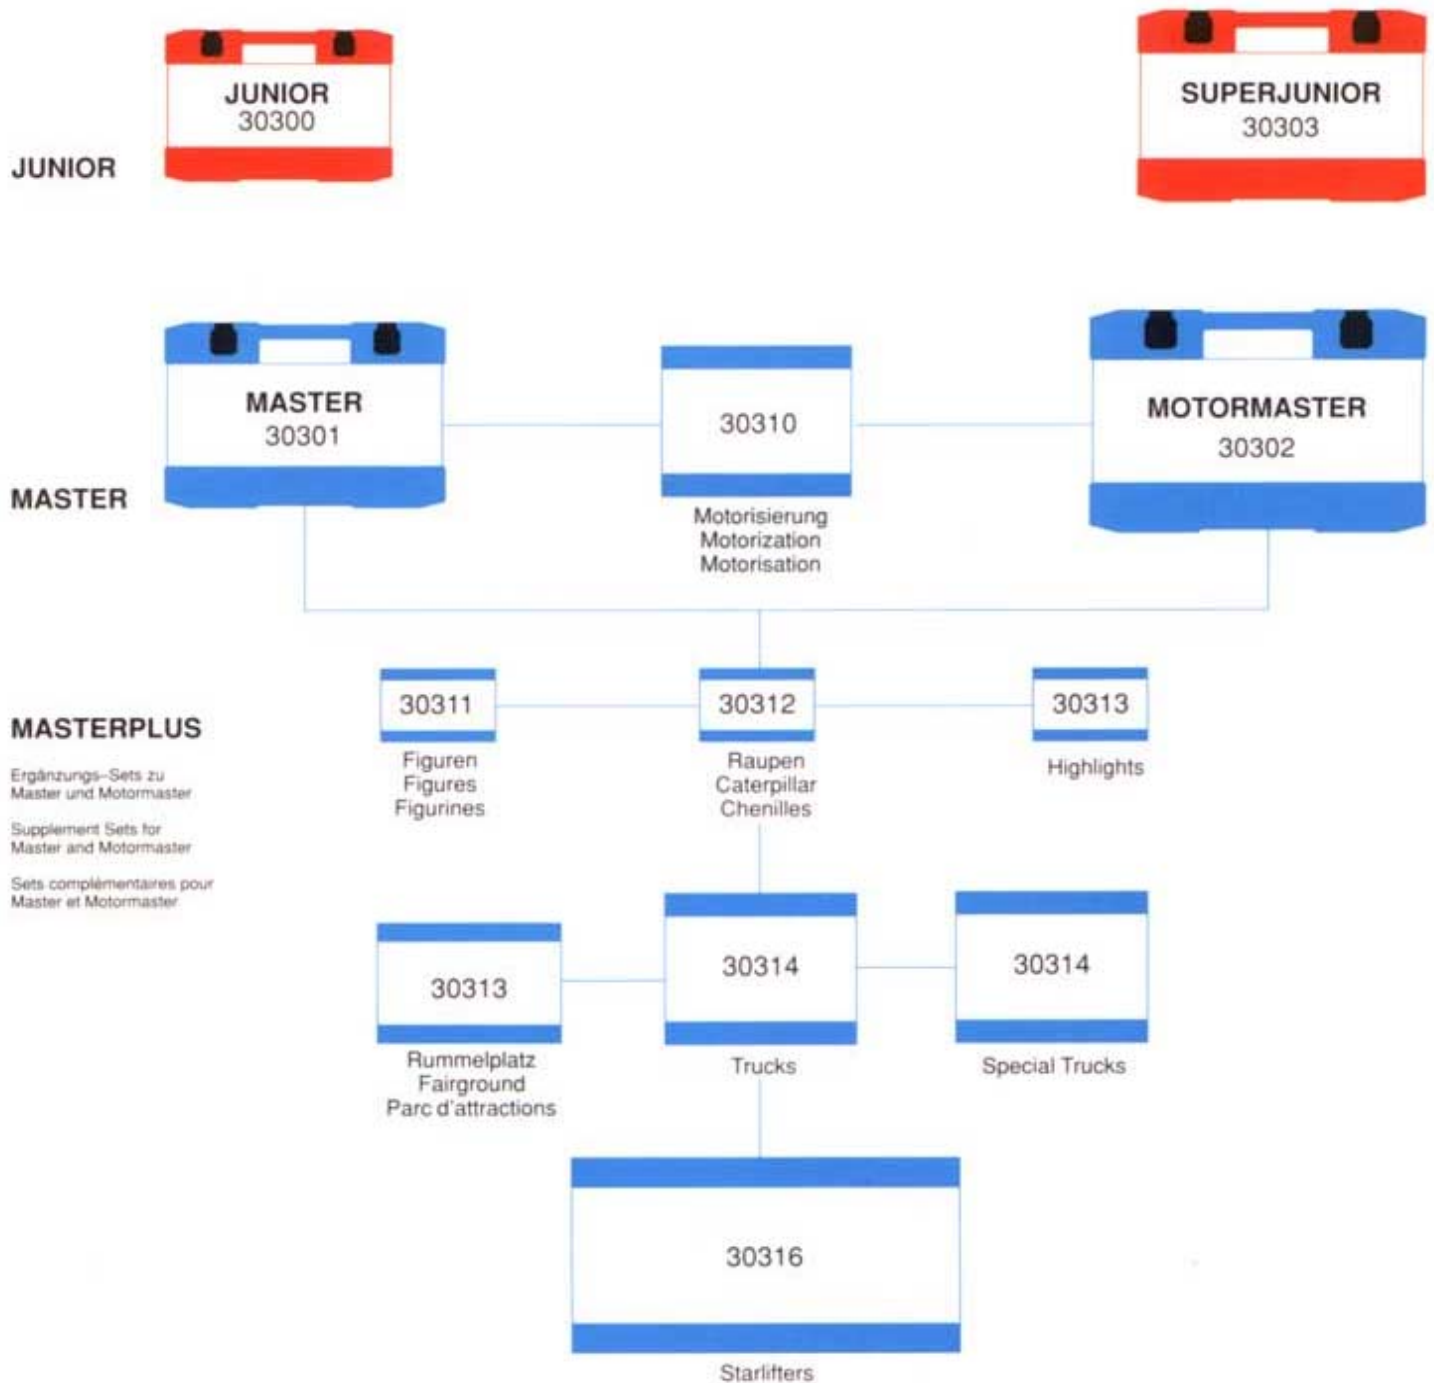 JUNIOR
30300
SUPERJUNIOR
30303
JUNIOR
MASTER
30301
30310
MOTORMASTER
30302
MASTER
Motorisierung
Motorization
Motorisation
30311
30312
30313
MASTERPLUS
Figuren
Figures
Figurines
Raupen
Caterpillar
Chenilles
Highlights
Ergänzungs-Sets zu
Master und Motormaster
Supplement Sets for
Master and Motormaster
Sets complémentaires pour
Master et Motormaster
30313
30314
30314
Rummelplatz
Fairground
Parc d'attractions
Trucks
Special Trucks
30316
Starlifters